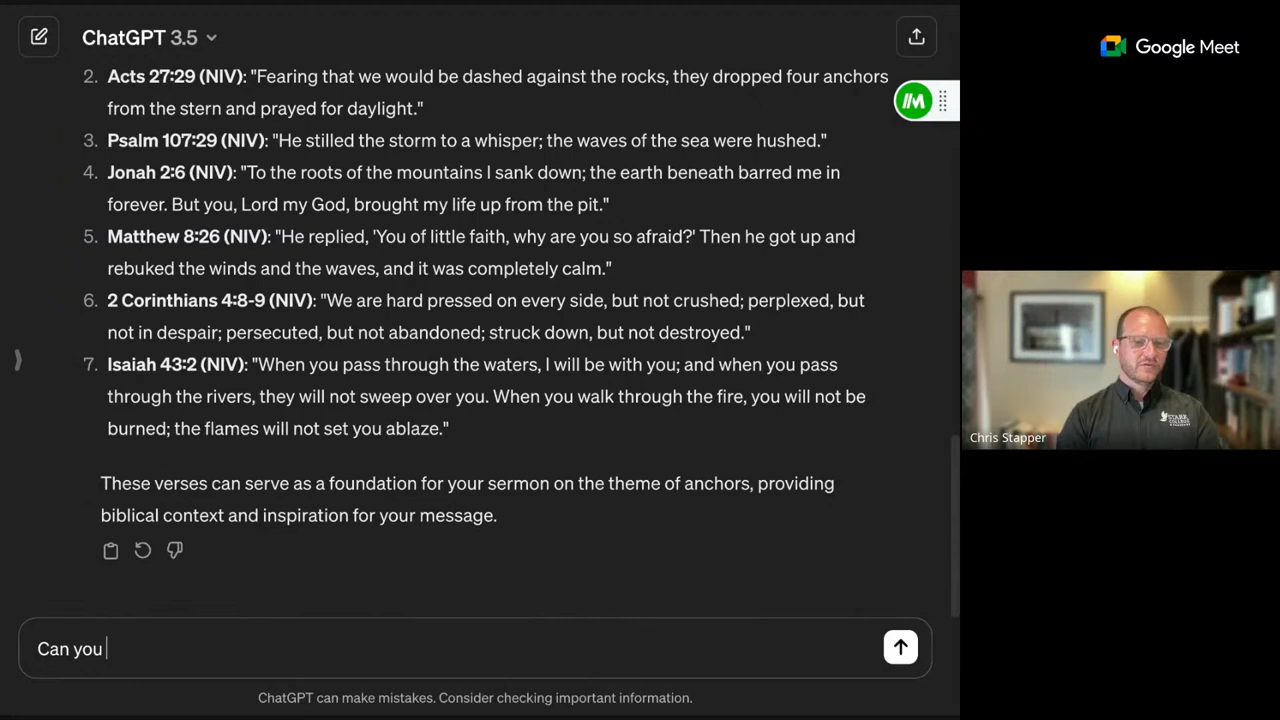 ChatGPT 3.5
Google Meet
2. Acts 27:29 (NIV): "Fearing that we would be dashed against the rocks, they dropped four anchors
from the stern and prayed for daylight."
3. Psalm 107:29 (NIV): "He stilled the storm to a whisper; the waves of the sea were hushed."
4. Jonah 2:6 (NIV): "To the roots of the mountains I sank down; the earth beneath barred me in
forever. But you, Lord my God, brought my life up from the pit."
5. Matthew 8:26 (NIV): "He replied, 'You of little faith, why are you so afraid?' Then he got up and
rebuked the winds and the waves, and it was completely calm."
6. 2 Corinthians 4:8-9 (NIV): "We are hard pressed on every side, but not crushed; perplexed, but
not in despair; persecuted, but not abandoned; struck down, but not destroyed."
7. Isaiah 43:2 (NIV): "When you pass through the waters, I will be with you; and when you pass
through the rivers, they will not sweep over you. When you walk through the fire, you will not be
burned; the flames will not set you ablaze."
These verses can serve as a foundation for your sermon on the theme of anchors, providing
biblical context and inspiration for your message.
Can you
ChatGPT can make mistakes. Consider checking important information.
STARK
COLLEGE
Chris Stapper